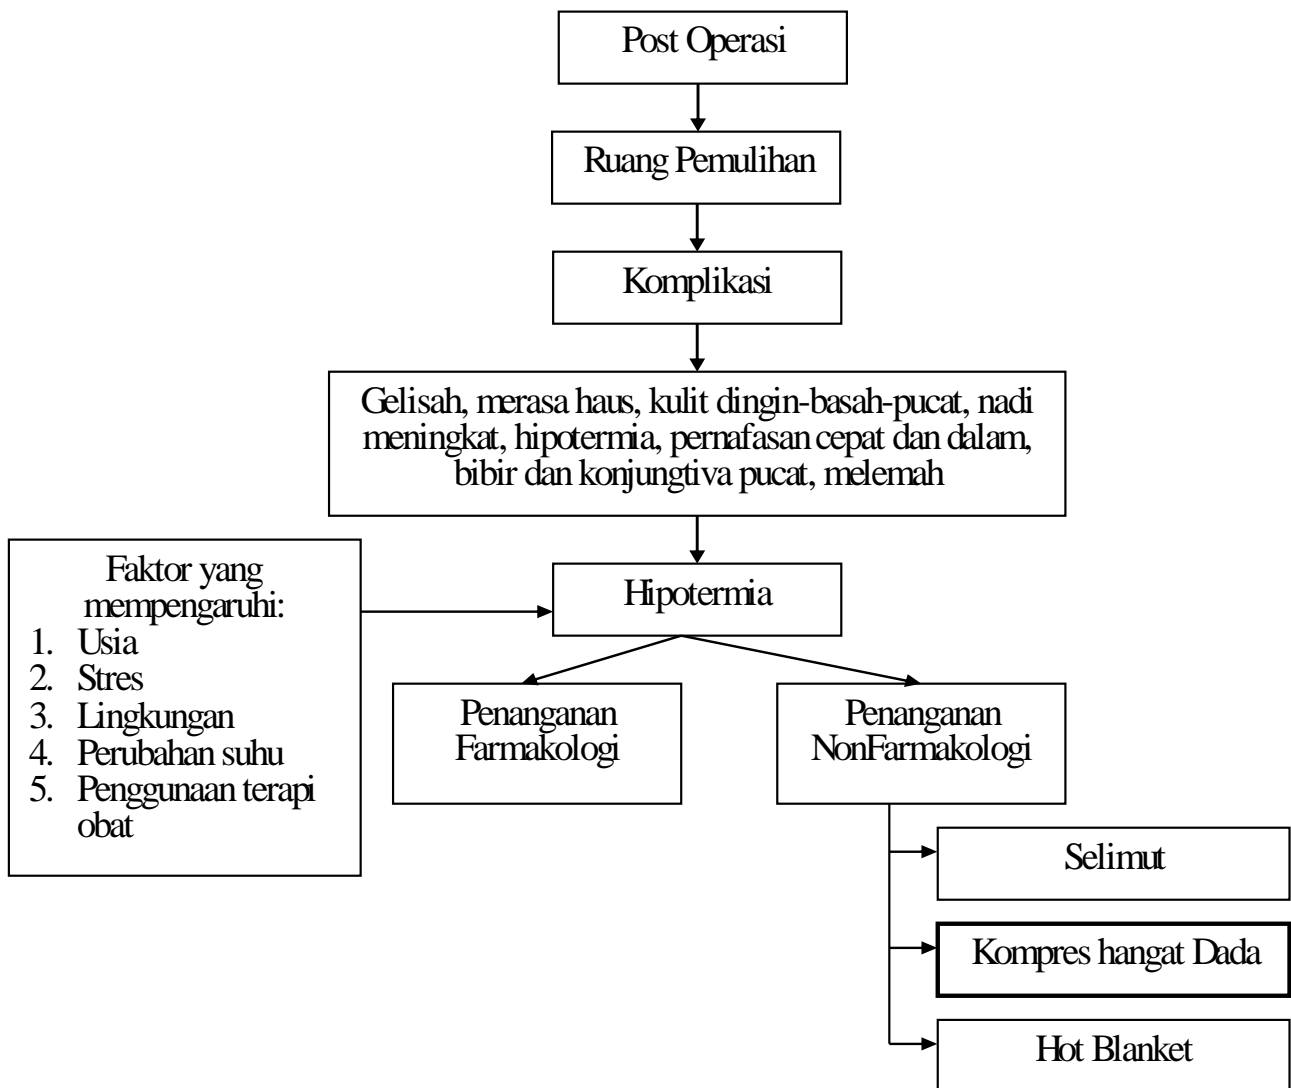 Post Operasi
Ruang Pemulihan
Komplikasi
Gelisah, merasa haus, kulit dingin-basah-pucat, nadi
meningkat, hipotermia, pernafasan cepat dan dalam,
bibir dan konjungtiva pucat, melemah
Faktor yang
mempengaruhi:
1. Usia
2. Stres
3. Lingkungan
4. Perubahan suhu
5. Penggunaan terapi
obat
Hipotermia
Penanganan
Farmakologi
Penanganan
NonFarmakologi
Selimut
Kompres hangat Dada
Hot Blanket